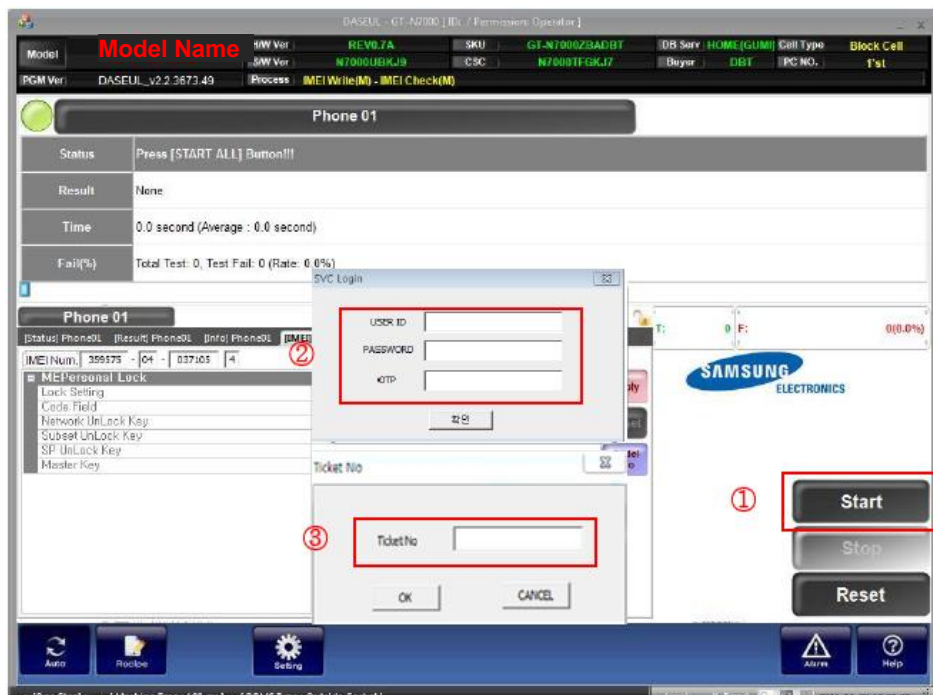 DASEUL - GT-N7000 [ ID: / Permission: Operator ]
Model Model Name H/W Ver REV0.7A SKU GT-N7000ZBADBT DB Serv HOME(GUMI) Cell Type Block Cell
S/W Ver N7000UBKJ9 CSC N7000TFGKJ7 Buyer DBT PC NO. 1'st
PGM Ver DASEUL_v2.2.3673.49 Process IMEI Write(M) - IMEI Check(M)
Phone 01
Status Press [START ALL] Button!!!
Result None
Time 0.0 second (Average : 0.0 second)
Fail(%) Total Test: 0, Test Fail: 0 (Rate: 0.0%)
SVC Login
② USER ID
PASSWORD
OTP
확인
Phone 01
[Status] Phone01 [Result] Phone01 [Info] Phone01 [IMEI]
T: 0 F: 0(0.0%)
IMEI Num. 359575 - 04 - 037105 4
MEPersonal Lock
Lock Setting
Code Field
Network UnLock Key
Subset UnLock Key
SP UnLock Key
Master Key
SAMSUNG
ELECTRONICS
Ticket No
③ Ticket No
OK CANCEL
① Start
Stop
Reset
Auto Recipe Setting Alarm Help